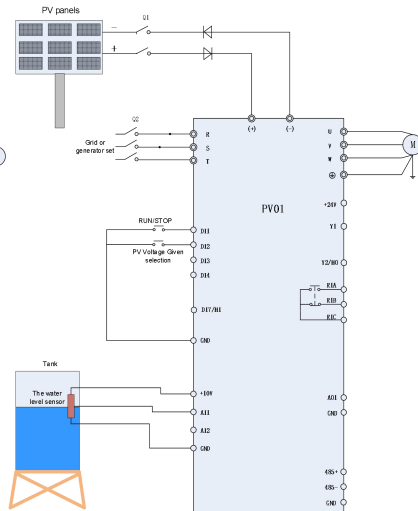 PV panels
Q1
−
+
(+)
(-)
Q2
Grid or
generator set
R
S
T
U
V
W
M
PV01
+24V
Y1
RUN/STOP
DI1
DI2
PV Voltage Given
selection
DI3
DI4
Y2/HO
R1A
R1B
R1C
DI7/HI
GND
Tank
The water
level sensor
+10V
AI1
AI2
GND
AO1
GND
485+
485-
GND